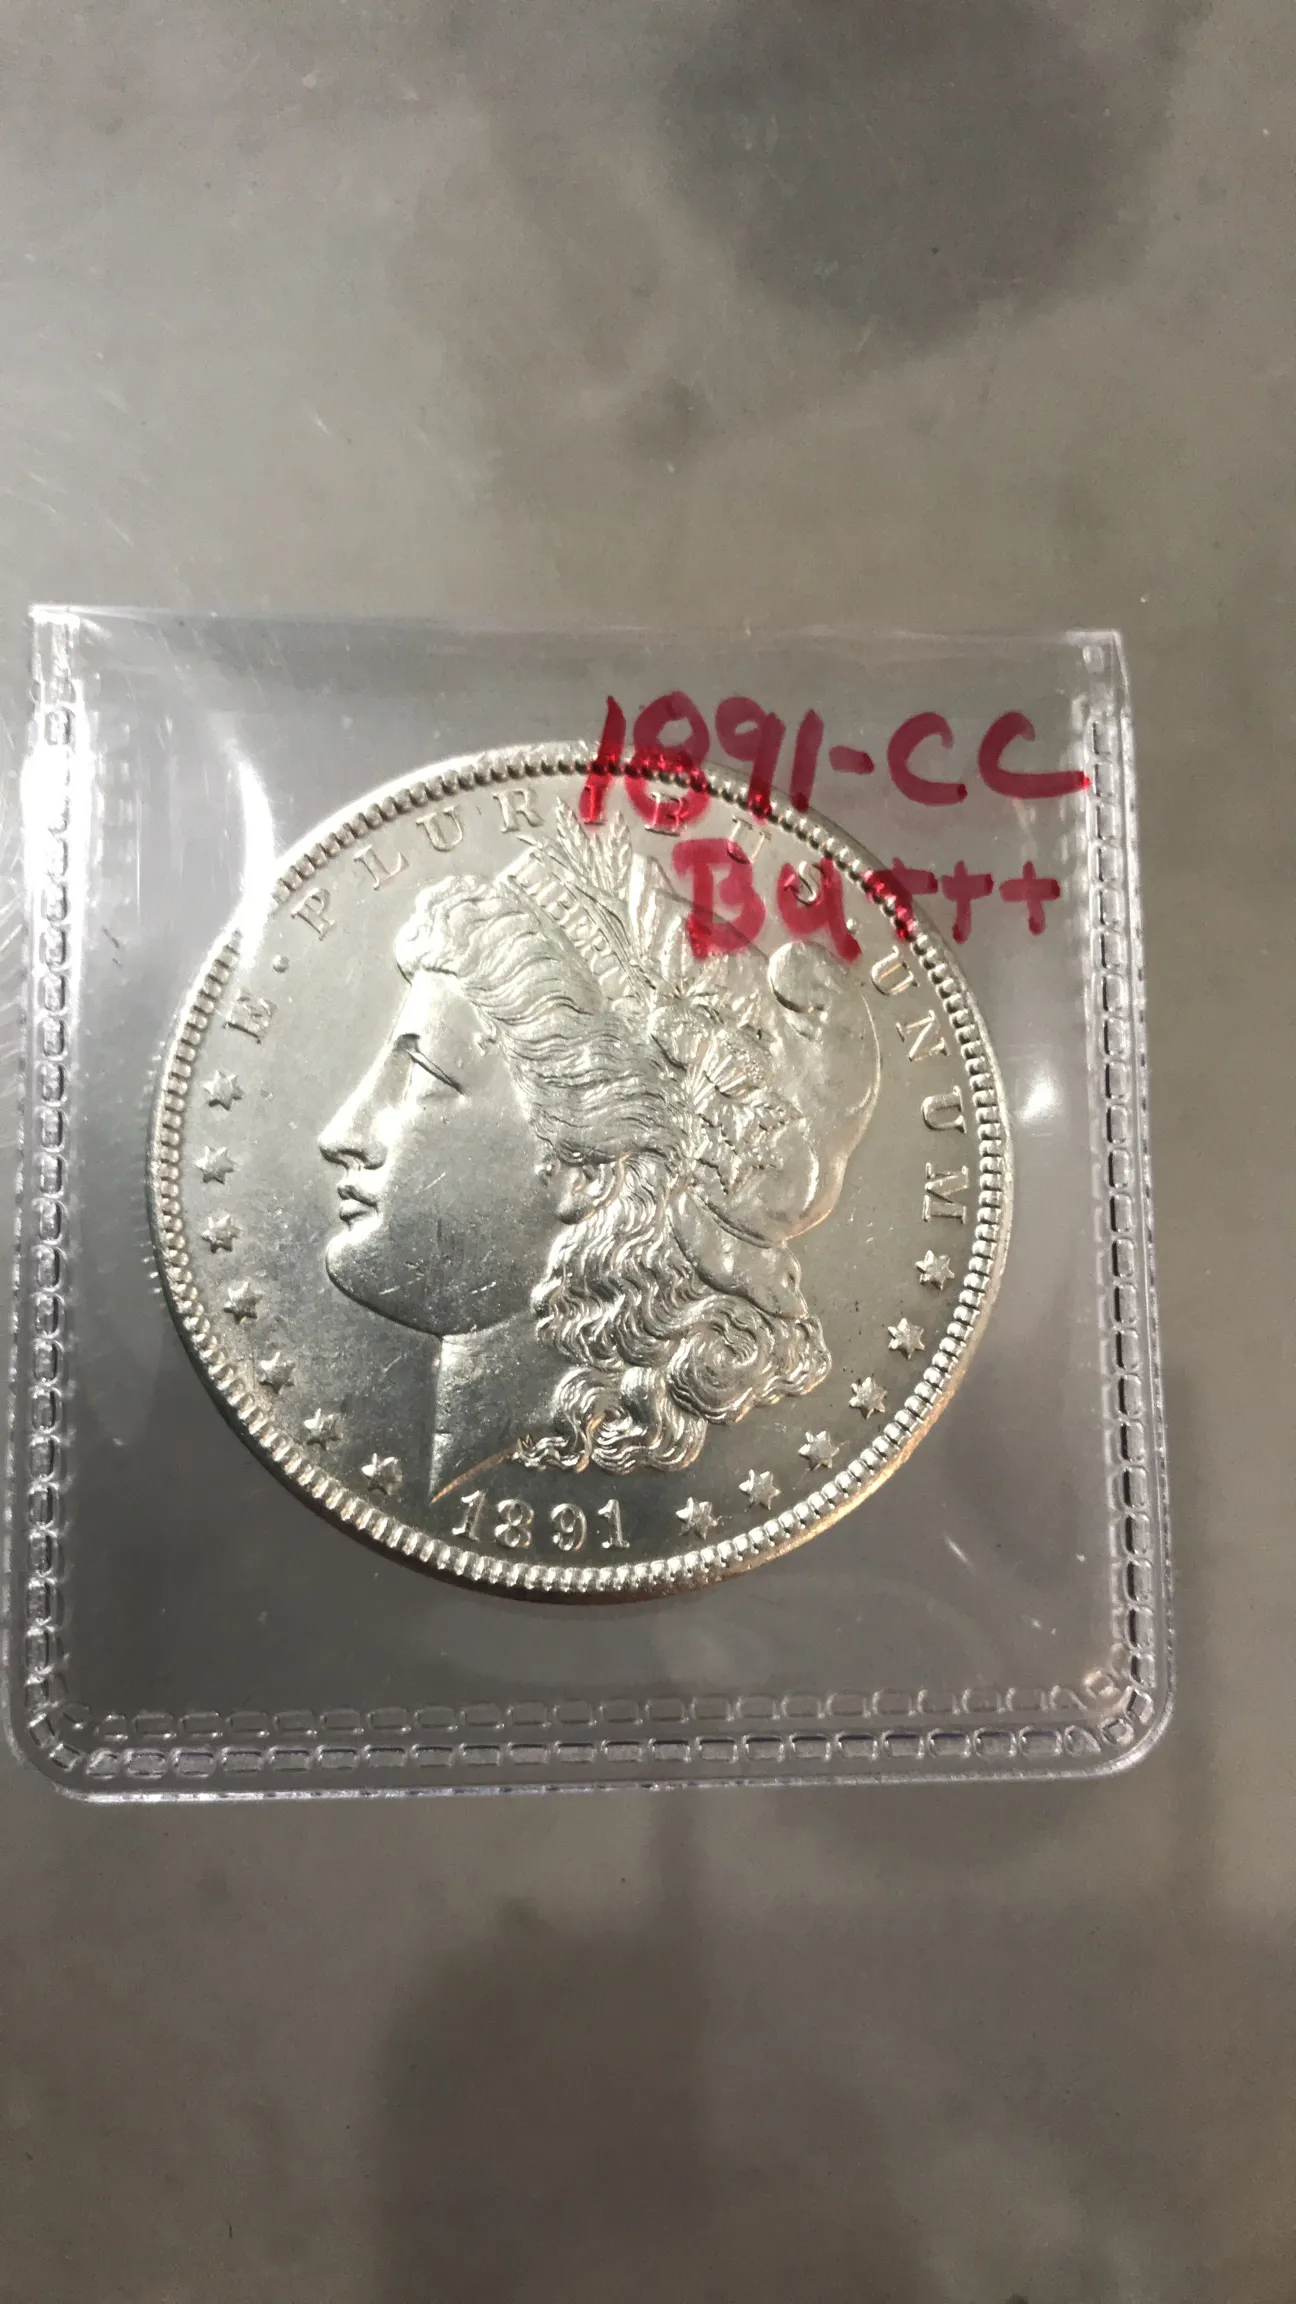 1891-CC
BU+++
E · PLURIBUS · UNUM
LIBERTY
M
1891